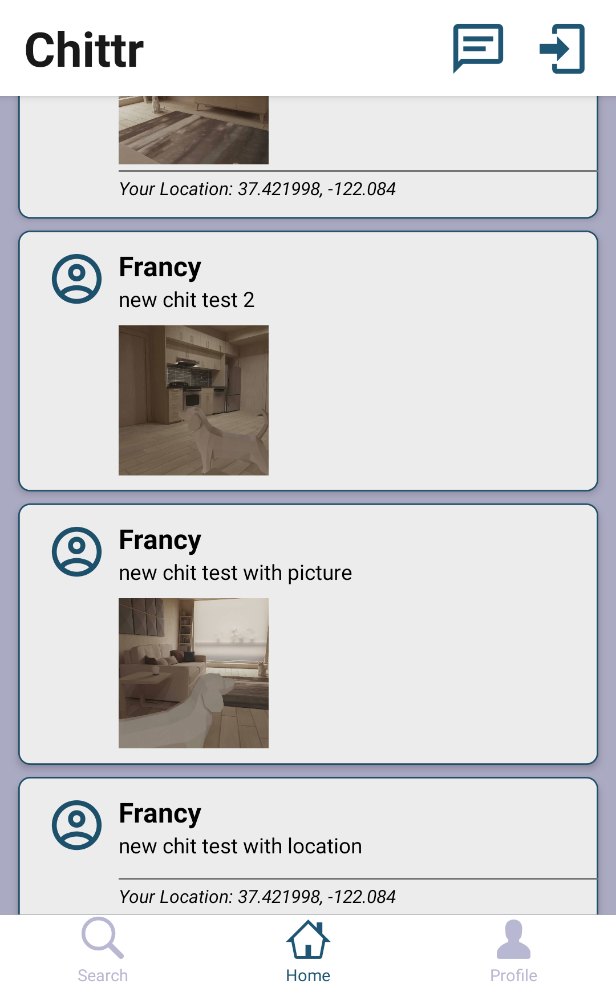 Chittr
Your Location: 37.421998, -122.084
Francy
new chit test 2
Francy
new chit test with picture
Francy
new chit test with location
Your Location: 37.421998, -122.084
Search
Home
Profile